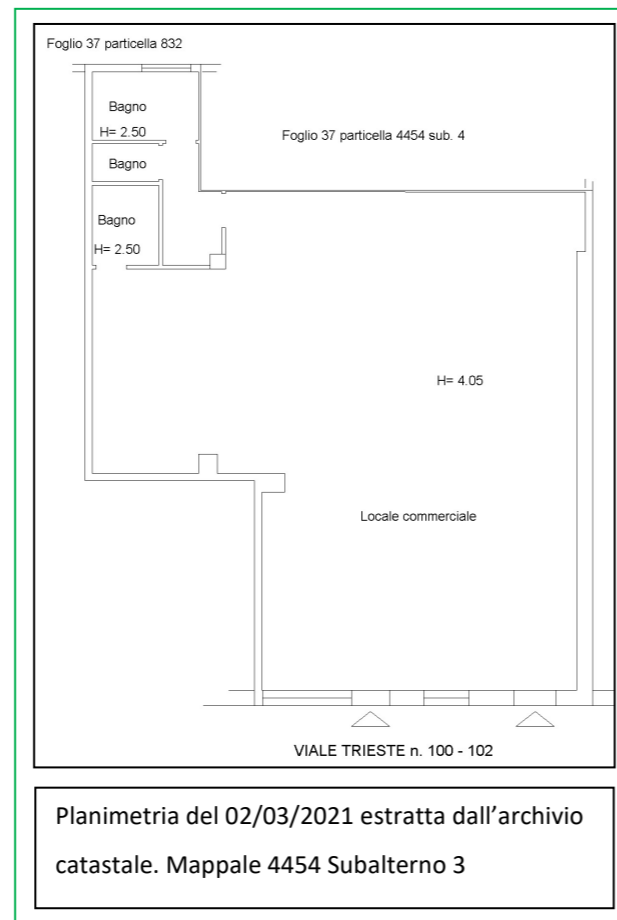 Foglio 37 particella 832
Bagno
H= 2.50
Foglio 37 particella 4454 sub. 4
Bagno
Bagno
H= 2.50
H= 4.05
Locale commerciale
VIALE TRIESTE n. 100 - 102
Planimetria del 02/03/2021 estratta dall’archivio
catastale. Mappale 4454 Subalterno 3